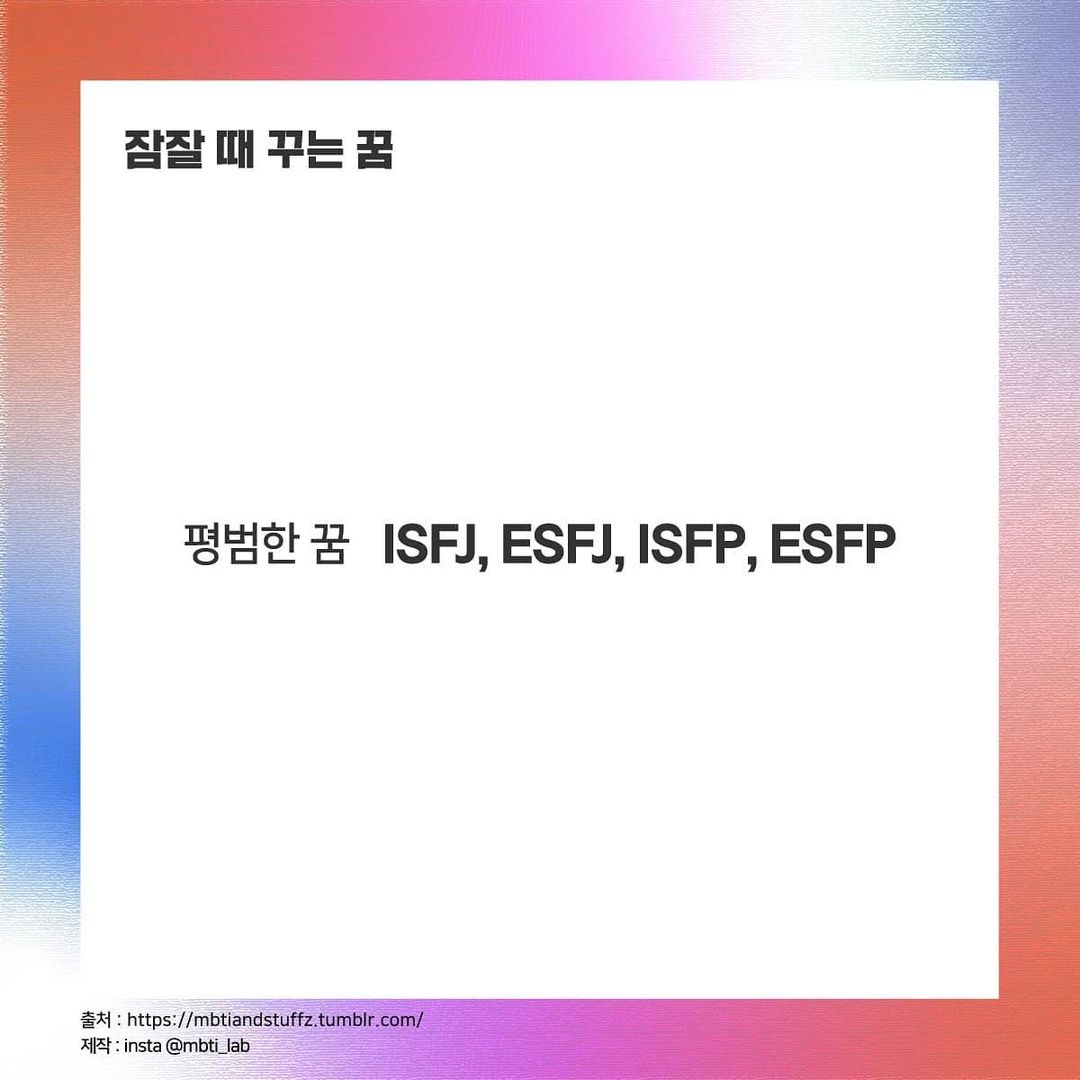 잠잘 때 꾸는 꿈
평범한 꿈 ISFJ, ESFJ, ISFP, ESFP
출처 : https://mbtiandstuffz.tumblr.com/
제작 : insta @mbti_lab